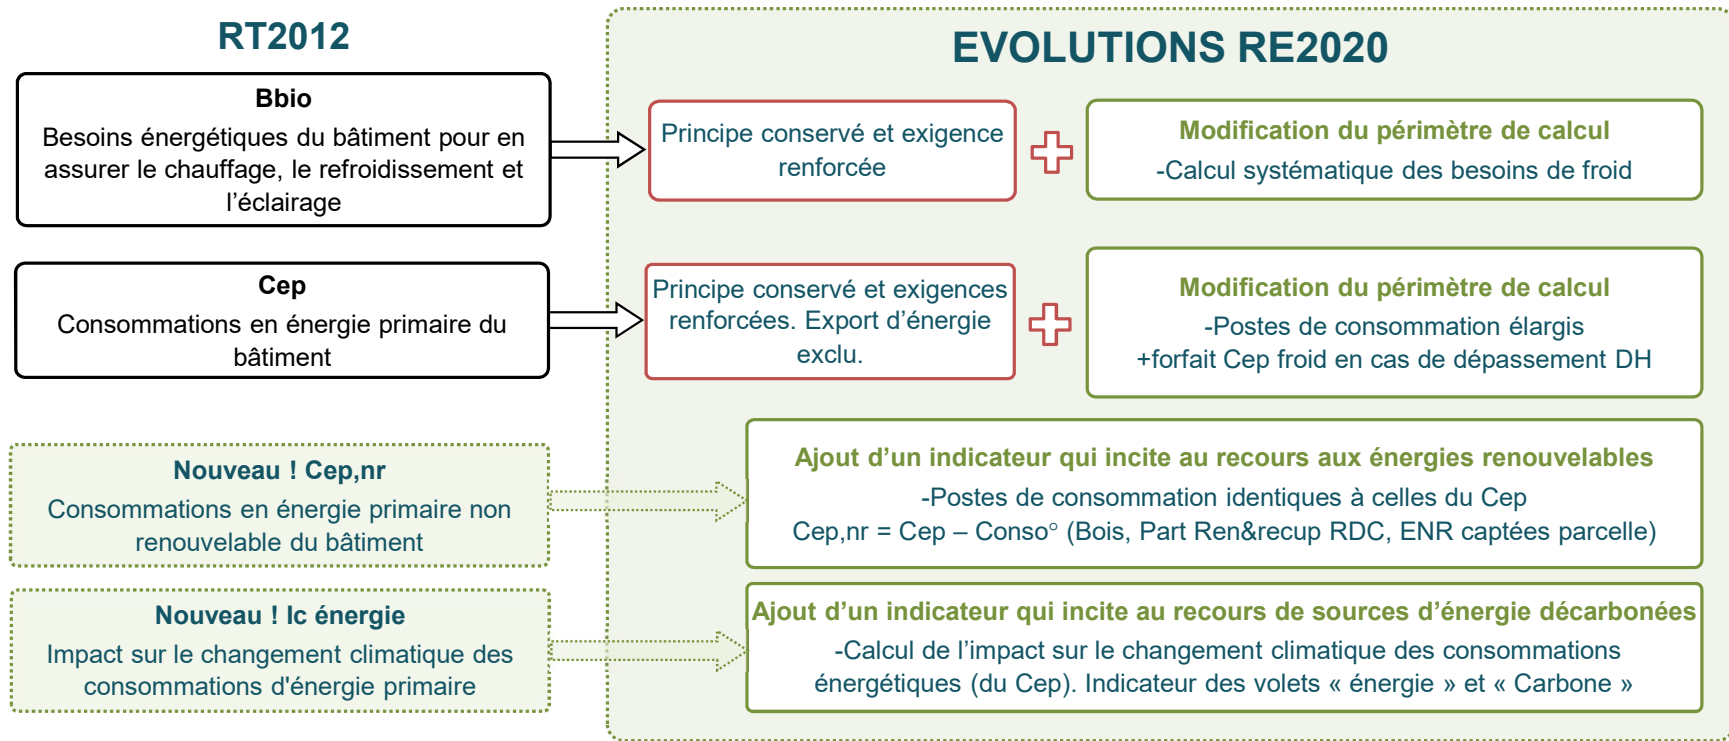 RT2012
EVOLUTIONS RE2020
Bbio
Besoins énergétiques du bâtiment pour en
assurer le chauffage, le refroidissement et
l’éclairage
Principe conservé et exigence
renforcée
Modification du périmètre de calcul
-Calcul systématique des besoins de froid
Cep
Consommations en énergie primaire du
bâtiment
Principe conservé et exigences
renforcées. Export d’énergie
exclu.
Modification du périmètre de calcul
-Postes de consommation élargis
+forfait Cep froid en cas de dépassement DH
Nouveau ! Cep,nr
Consommations en énergie primaire non
renouvelable du bâtiment
Ajout d’un indicateur qui incite au recours aux énergies renouvelables
-Postes de consommation identiques à celles du Cep
Cep,nr = Cep – Conso° (Bois, Part Ren&recup RDC, ENR captées parcelle)
Nouveau ! Ic énergie
Impact sur le changement climatique des
consommations d'énergie primaire
Ajout d’un indicateur qui incite au recours de sources d’énergie décarbonées
-Calcul de l’impact sur le changement climatique des consommations
énergétiques (du Cep). Indicateur des volets « énergie » et « Carbone »